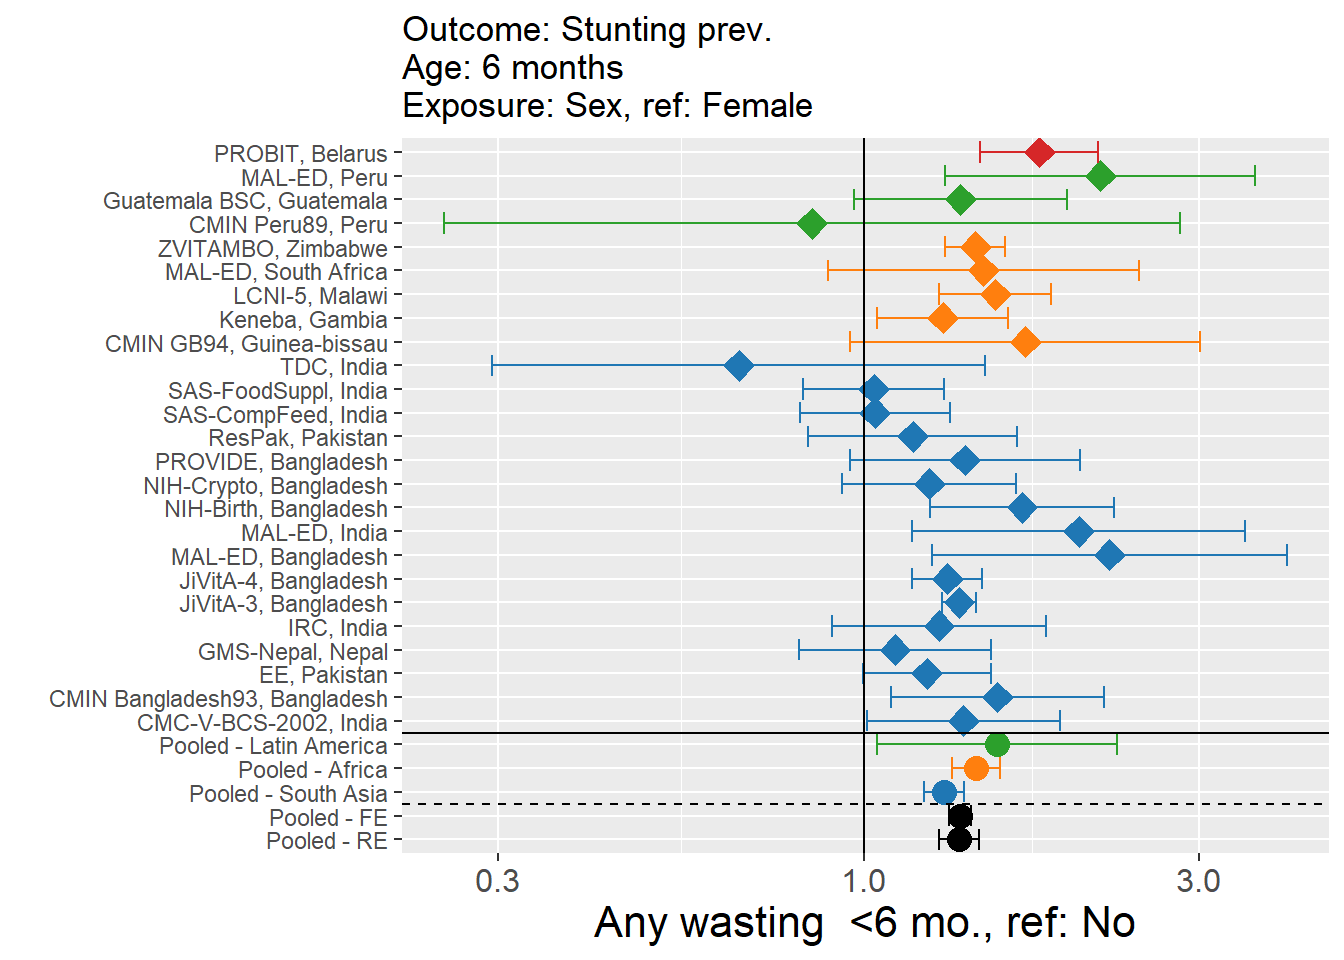 Outcome: Stunting prev.
Age: 6 months
Exposure: Sex, ref: Female
PROBIT, Belarus
MAL-ED, Peru
Guatemala BSC, Guatemala
CMIN Peru89, Peru
ZVITAMBO, Zimbabwe
MAL-ED, South Africa
LCNI-5, Malawi
Keneba, Gambia
CMIN GB94, Guinea-bissau
TDC, India
SAS-FoodSuppl, India
SAS-CompFeed, India
ResPak, Pakistan
PROVIDE, Bangladesh
NIH-Crypto, Bangladesh
NIH-Birth, Bangladesh
MAL-ED, India
MAL-ED, Bangladesh
JiVitA-4, Bangladesh
JiVitA-3, Bangladesh
IRC, India
GMS-Nepal, Nepal
EE, Pakistan
CMIN Bangladesh93, Bangladesh
CMC-V-BCS-2002, India
Pooled - Latin America
Pooled - Africa
Pooled - South Asia
Pooled - FE
Pooled - RE
0.3 1.0 3.0
Any wasting  <6 mo., ref: No